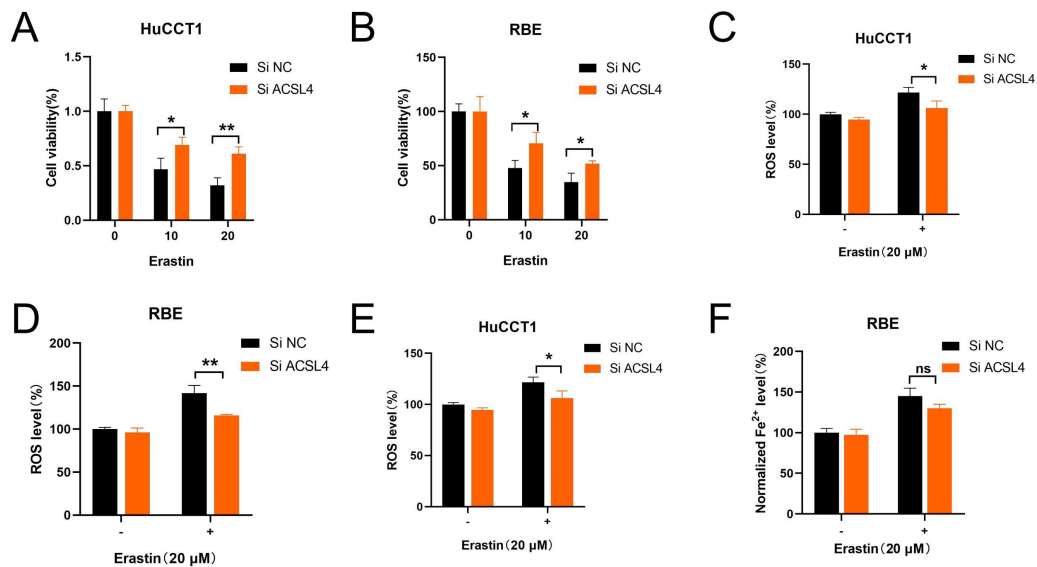 A
HuCCT1
Cell viability(%)
1.5
1.0
0.5
0.0
0
10
20
Erastin
*
**
Si NC
Si ACSL4
B
RBE
Cell viability(%)
150
100
50
0
0
10
20
Erastin
*
*
Si NC
Si ACSL4
C
HuCCT1
ROS level(%)
150
100
50
0
-
+
Erastin(20 μM)
*
Si NC
Si ACSL4
D
RBE
ROS level(%)
200
150
100
50
0
-
+
Erastin(20 μM)
**
Si NC
Si ACSL4
E
HuCCT1
ROS level(%)
150
100
50
0
-
+
Erastin(20 μM)
*
Si NC
Si ACSL4
F
RBE
Normalized Fe²⁺ level(%)
200
150
100
50
0
-
+
Erastin(20 μM)
ns
Si NC
Si ACSL4